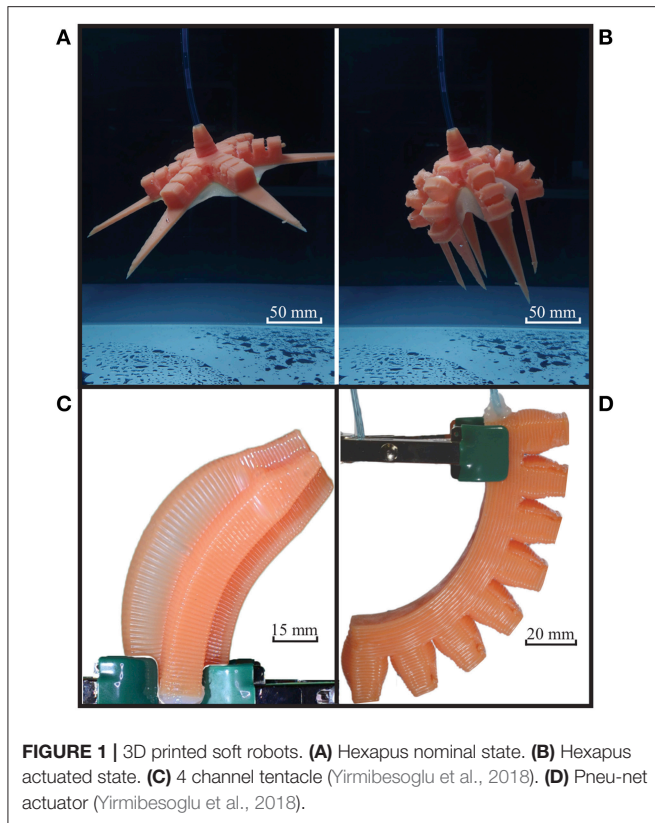 A
B
50 mm
50 mm
C
D
15 mm
20 mm
FIGURE 1 | 3D printed soft robots. (A) Hexapus nominal state. (B) Hexapus
actuated state. (C) 4 channel tentacle (Yirmibesoglu et al., 2018). (D) Pneu-net
actuator (Yirmibesoglu et al., 2018).